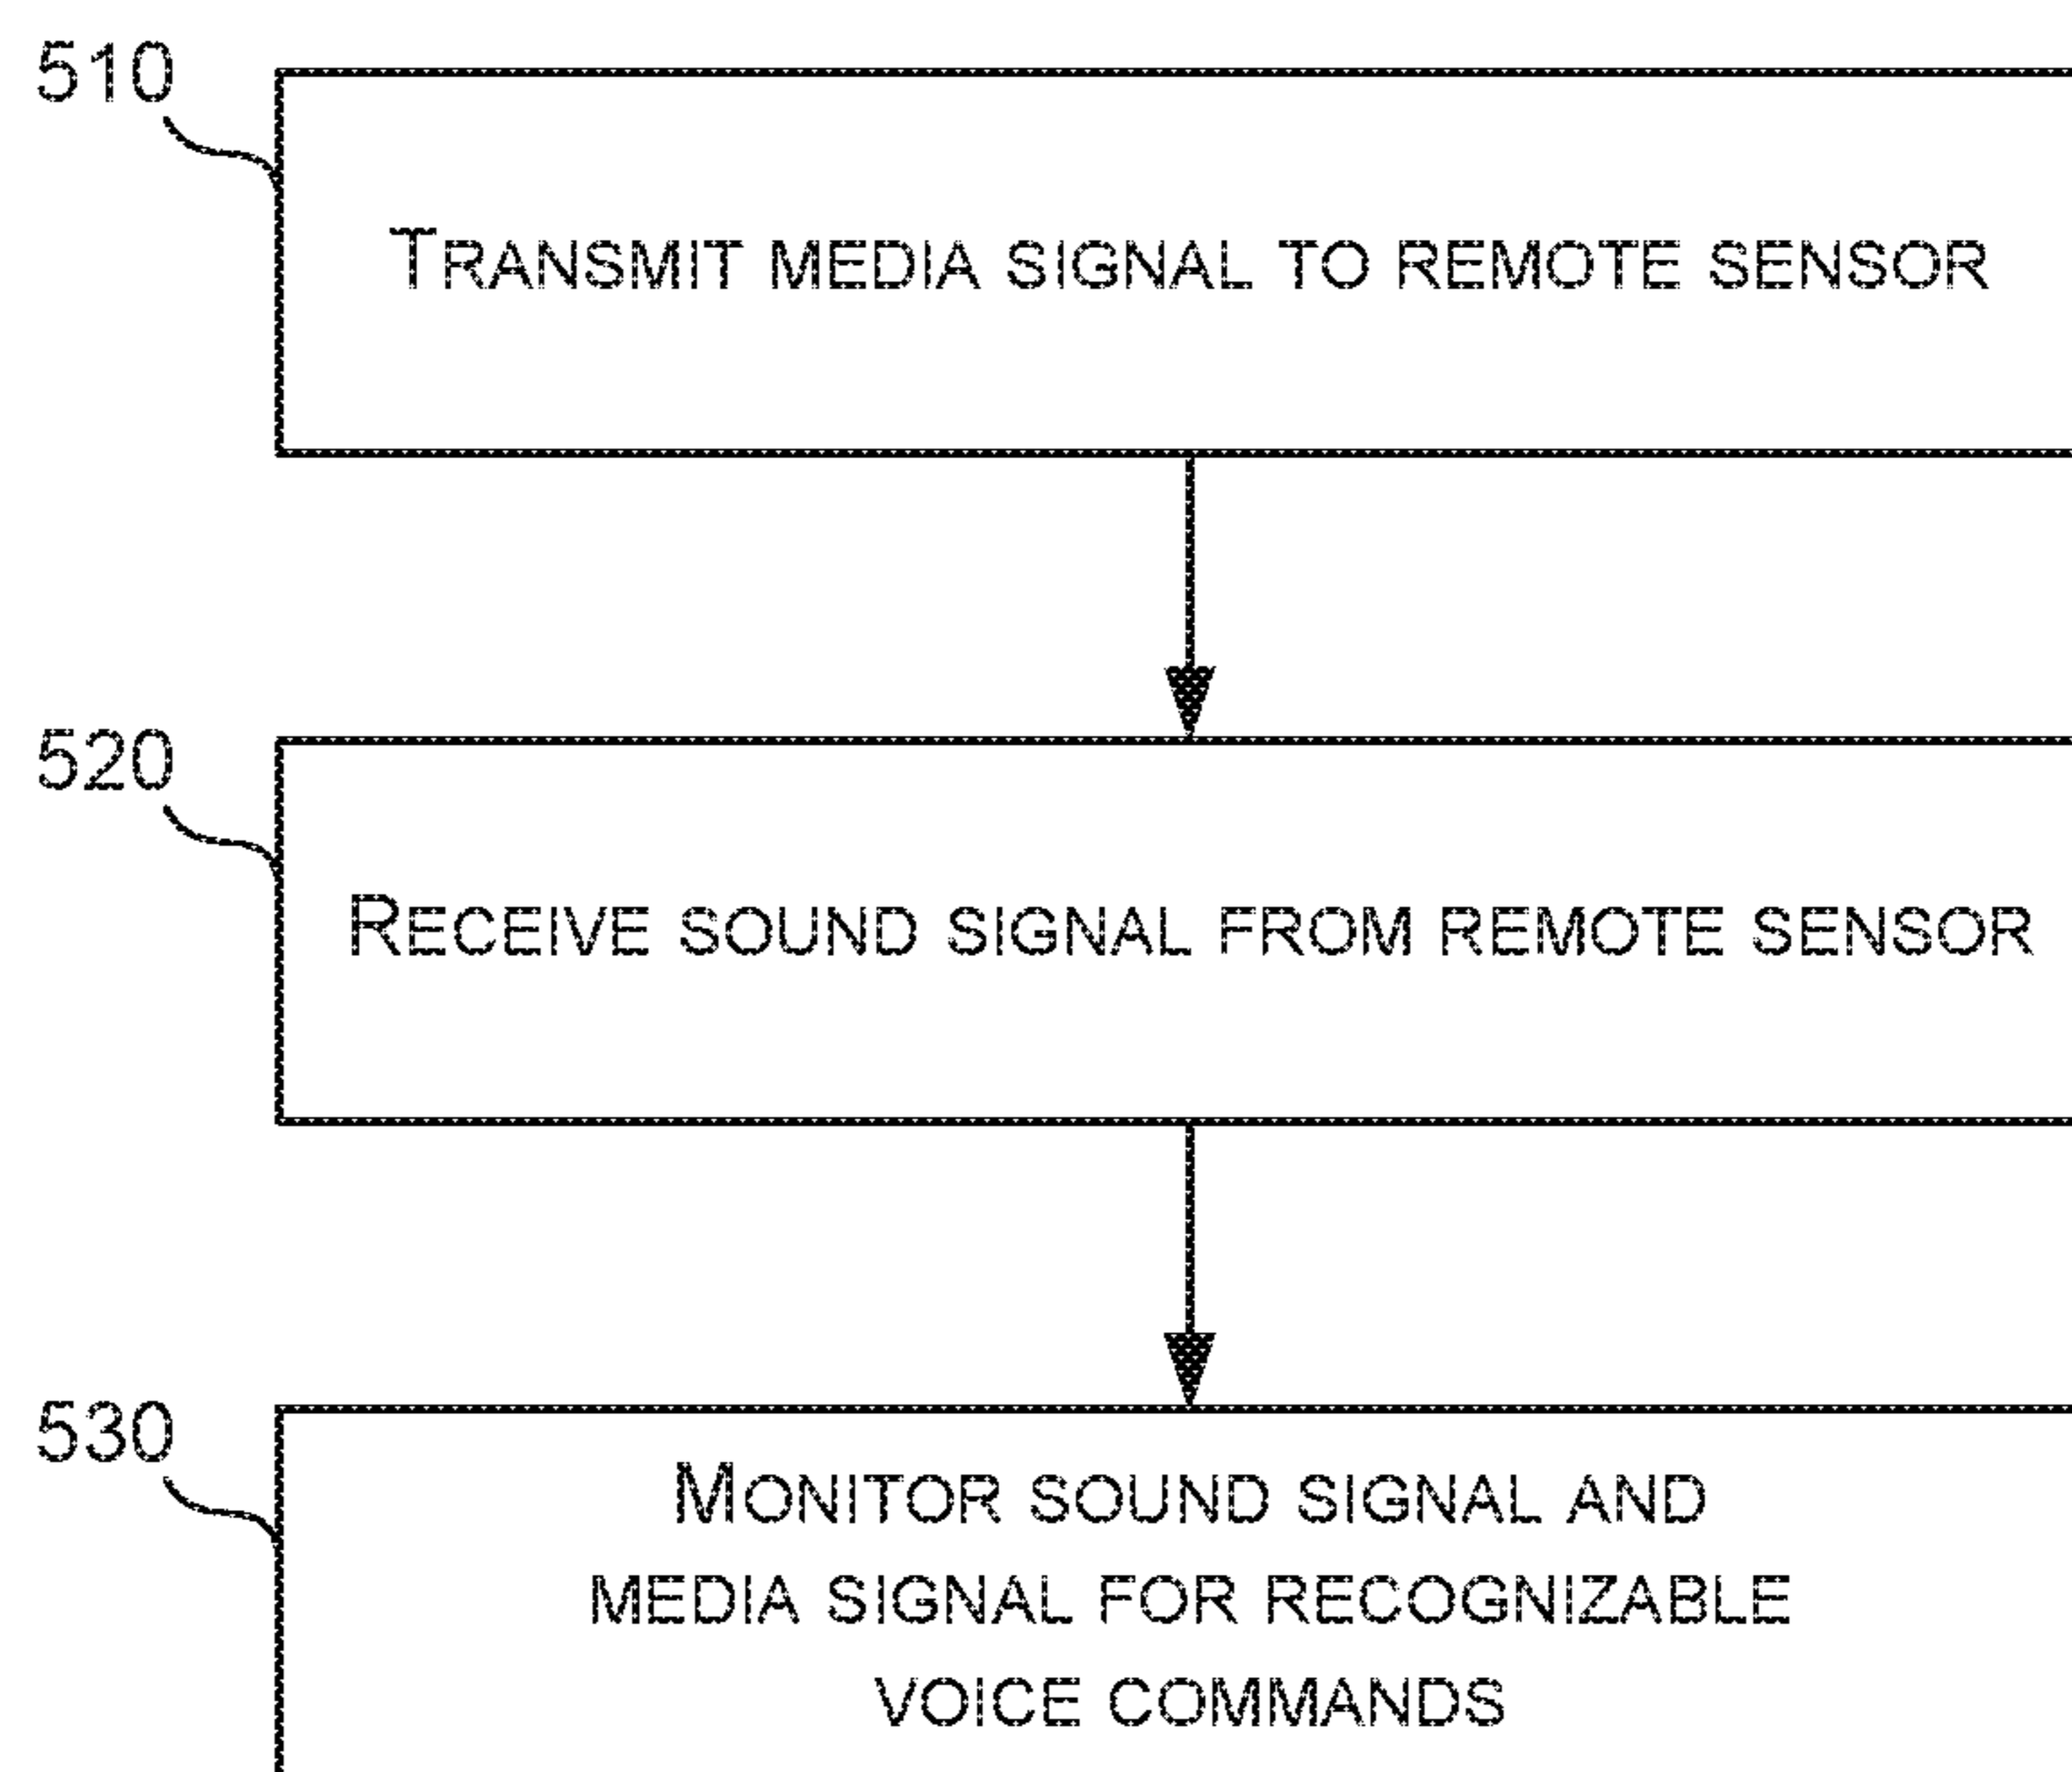 510
TRANSMIT MEDIA SIGNAL TO REMOTE SENSOR
520
RECEIVE SOUND SIGNAL FROM REMOTE SENSOR
530
MONITOR SOUND SIGNAL AND
MEDIA SIGNAL FOR RECOGNIZABLE
VOICE COMMANDS